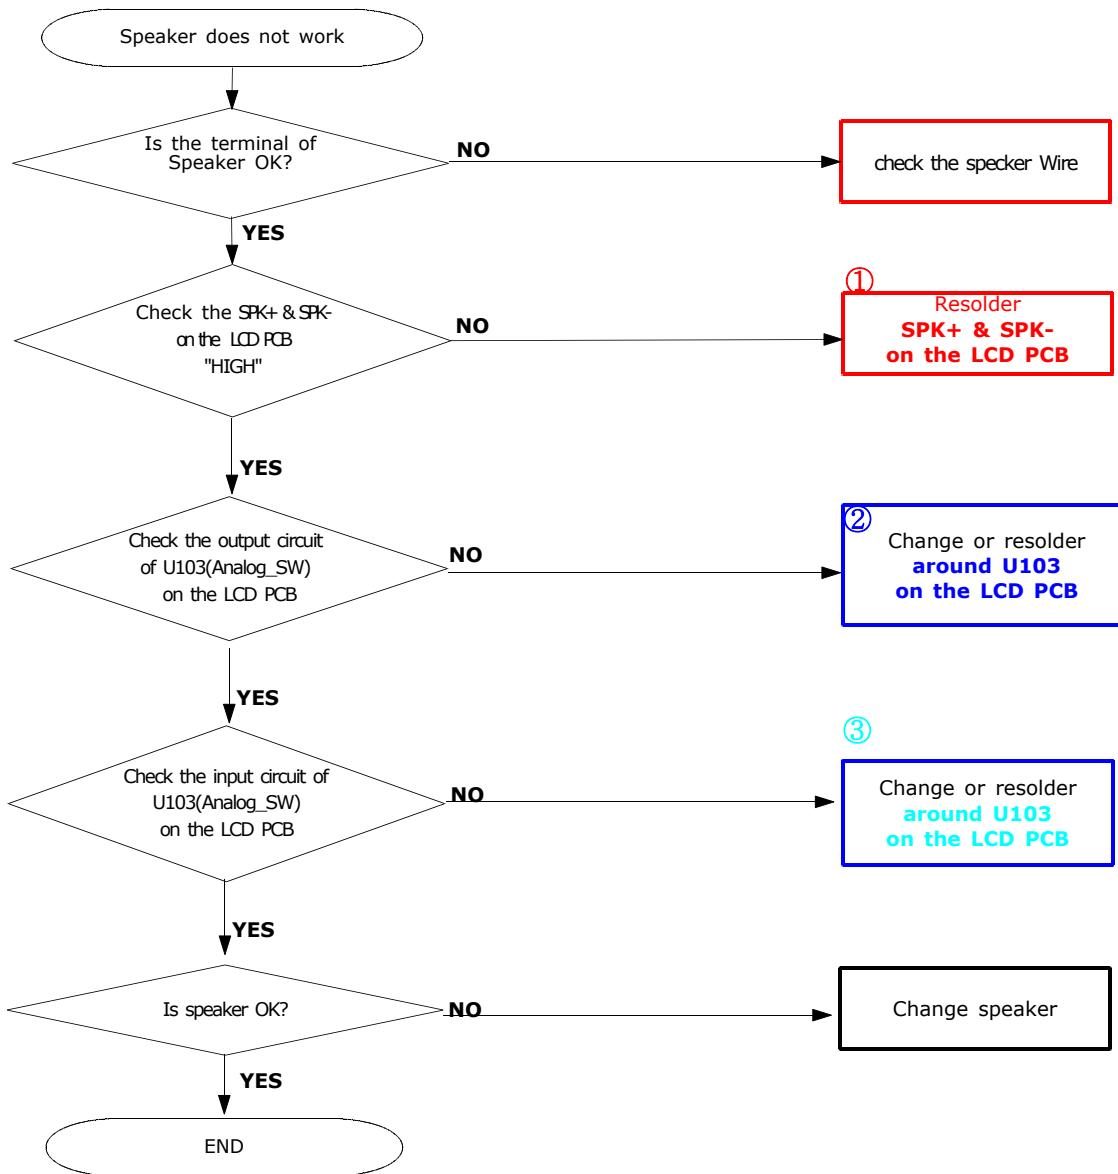 Speaker does not work
Is the terminal of
Speaker OK?
NO
check the specker Wire
YES
Check the SPK+ & SPK-
on the LCD PCB
"HIGH"
NO
①
Resolder
SPK+ & SPK-
on the LCD PCB
YES
Check the output circuit
of U103(Analog_SW)
on the LCD PCB
NO
②
Change or resolder
around U103
on the LCD PCB
YES
Check the input circuit of
U103(Analog_SW)
on the LCD PCB
NO
③
Change or resolder
around U103
on the LCD PCB
YES
Is speaker OK?
NO
Change speaker
YES
END